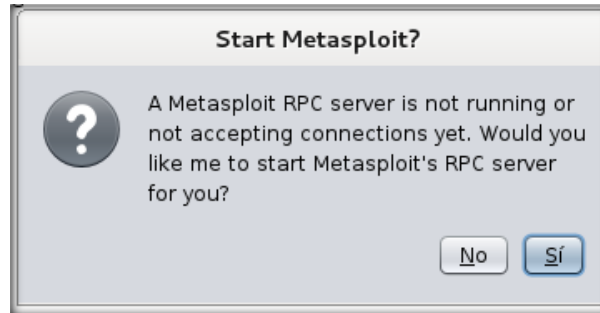 Start Metasploit?
A Metasploit RPC server is not running or
not accepting connections yet. Would you
like me to start Metasploit's RPC server
for you?
No
Sí